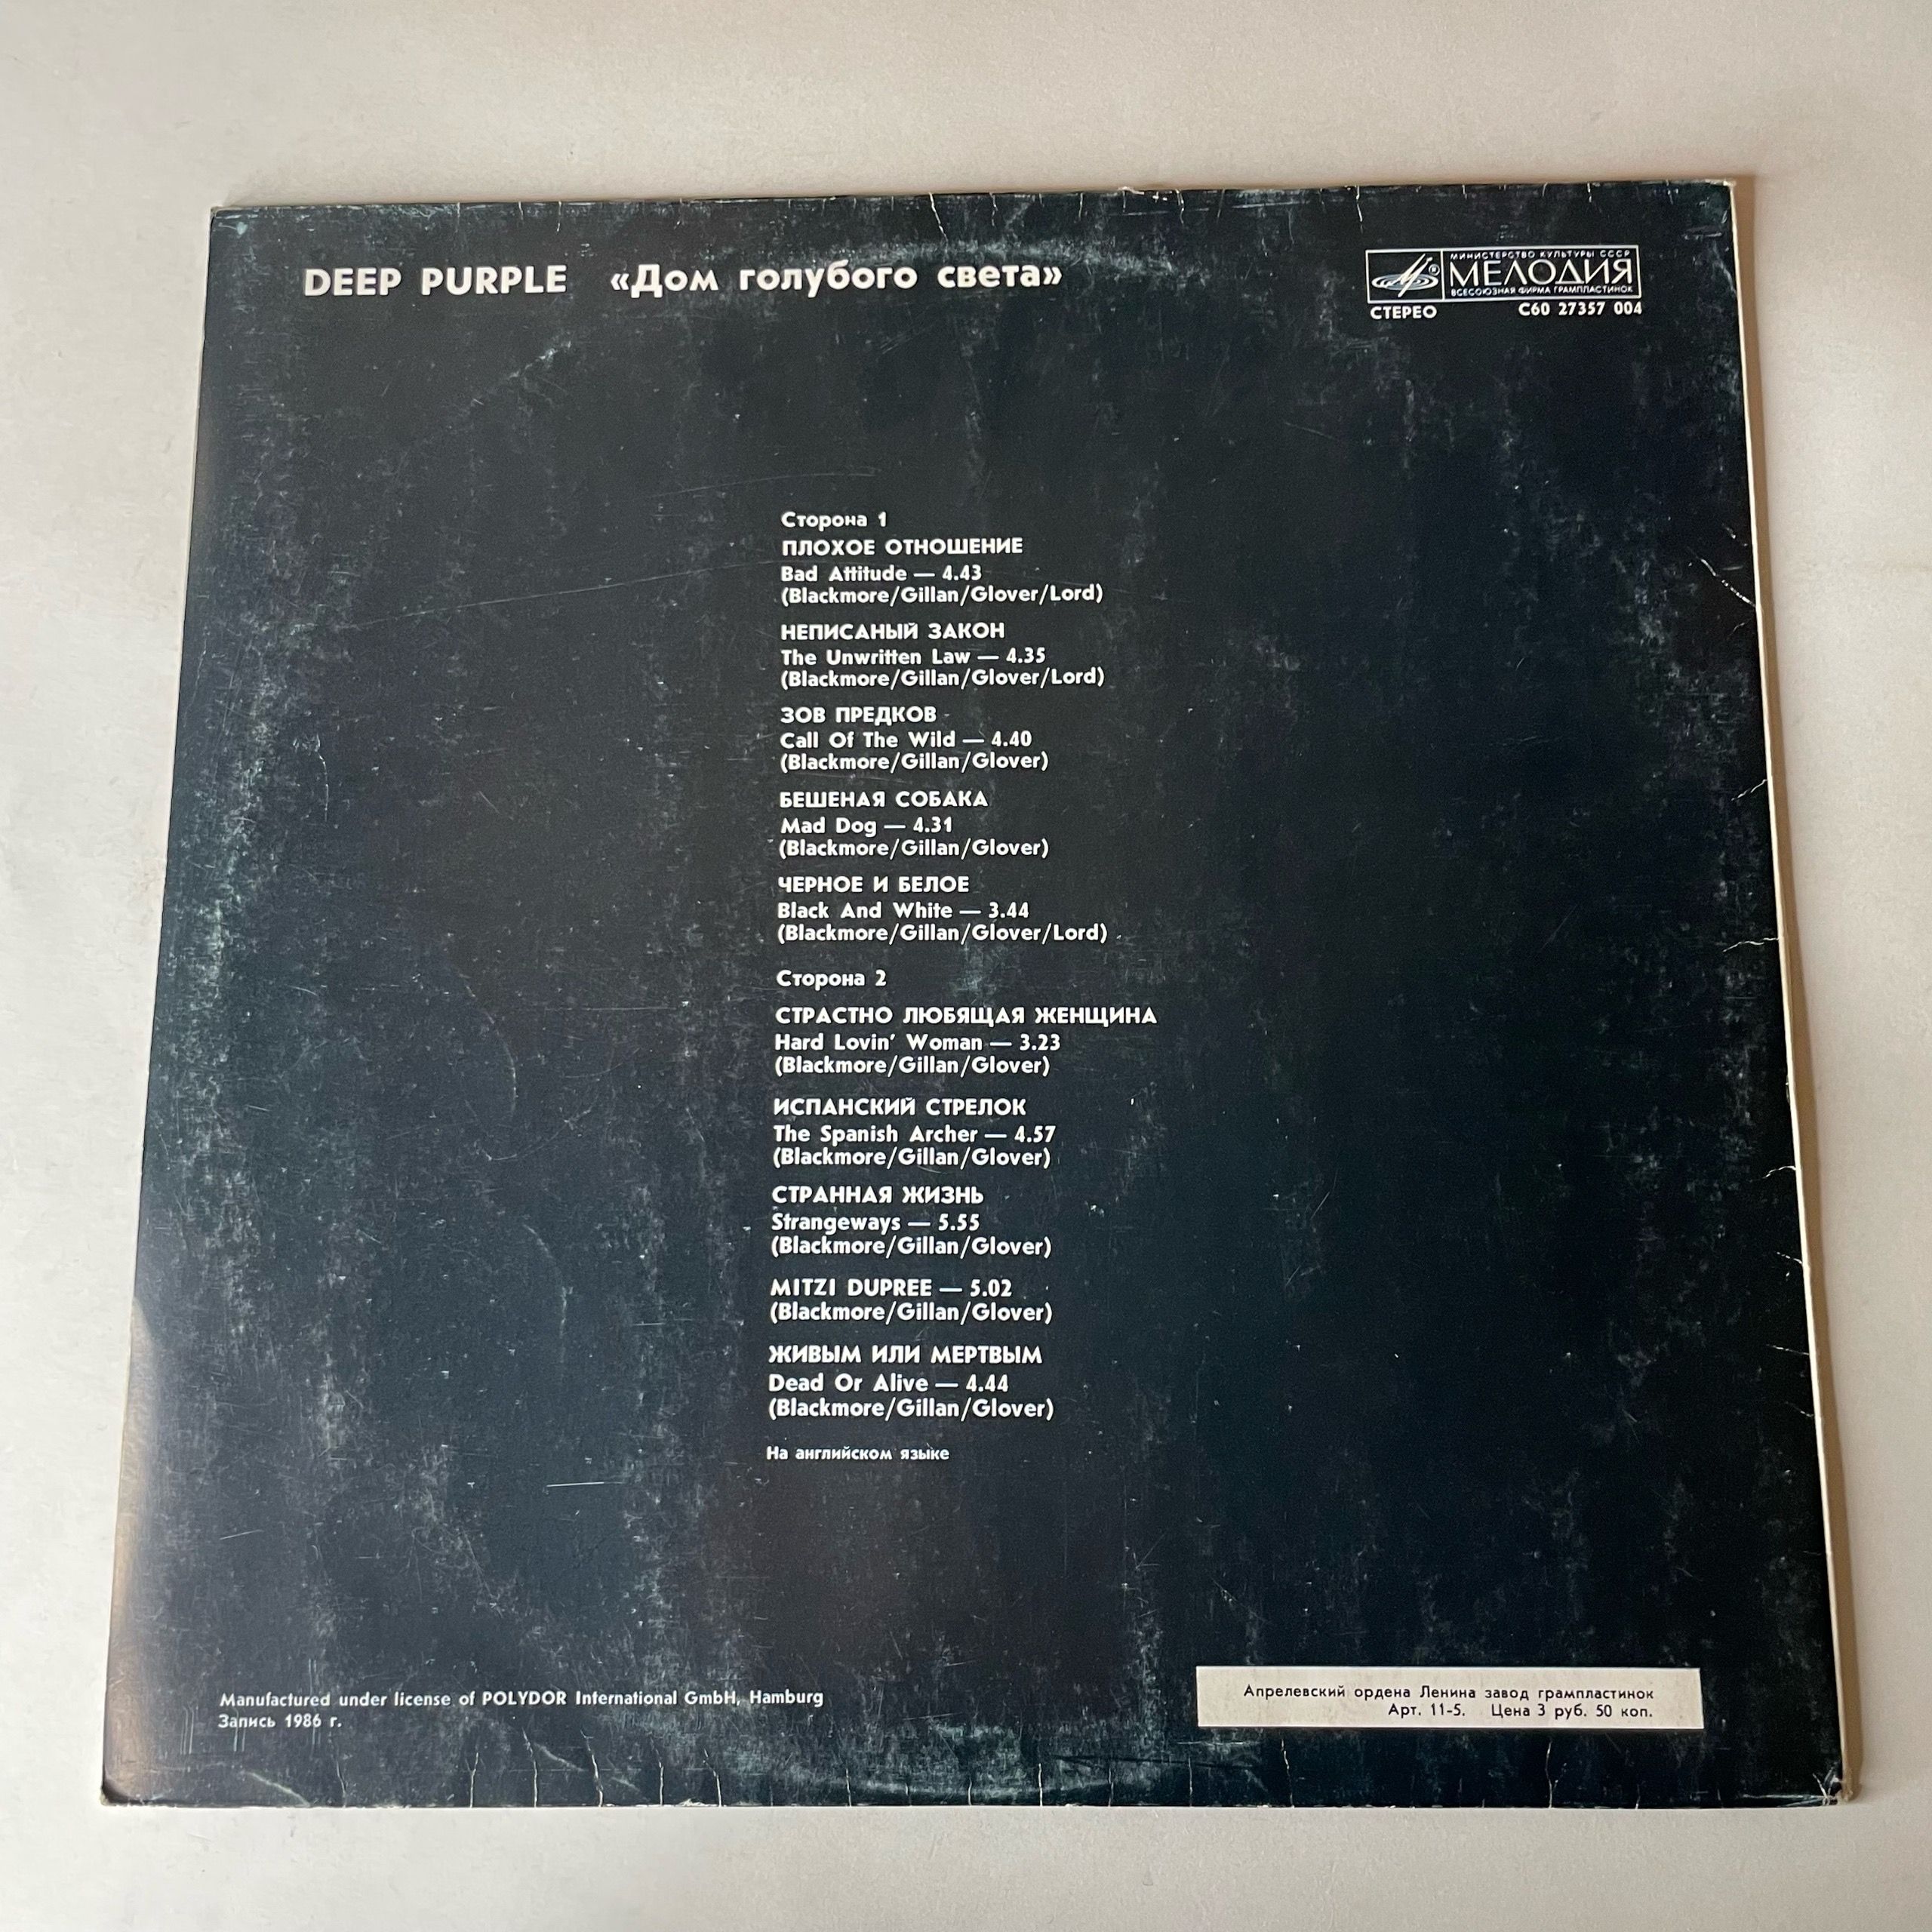 DEEP PURPLE «Дом голубого света»
МИНИСТЕРСТВО КУЛЬТУРЫ СССР
МЕЛОДИЯ
ВСЕСОЮЗНАЯ ФИРМА ГРАМПЛАСТИНОК
СТЕРЕО С60 27357 004
Сторона 1
ПЛОХОЕ ОТНОШЕНИЕ
Bad Attitude — 4.43
(Blackmore/Gillan/Glover/Lord)
НЕПИСАНЫЙ ЗАКОН
The Unwritten Law — 4.35
(Blackmore/Gillan/Glover/Lord)
ЗОВ ПРЕДКОВ
Call Of The Wild — 4.40
(Blackmore/Gillan/Glover)
БЕШЕНАЯ СОБАКА
Mad Dog — 4.31
(Blackmore/Gillan/Glover)
ЧЕРНОЕ И БЕЛОЕ
Black And White — 3.44
(Blackmore/Gillan/Glover/Lord)
Сторона 2
СТРАСТНО ЛЮБЯЩАЯ ЖЕНЩИНА
Hard Lovin' Woman — 3.23
(Blackmore/Gillan/Glover)
ИСПАНСКИЙ СТРЕЛОК
The Spanish Archer — 4.57
(Blackmore/Gillan/Glover)
СТРАННАЯ ЖИЗНЬ
Strangeways — 5.55
(Blackmore/Gillan/Glover)
MITZI DUPREE — 5.02
(Blackmore/Gillan/Glover)
ЖИВЫМ ИЛИ МЕРТВЫМ
Dead Or Alive — 4.44
(Blackmore/Gillan/Glover)
На английском языке
Manufactured under license of POLYDOR International GmbH, Hamburg
Запись 1986 г.
Апрелевский ордена Ленина завод грампластинок
Арт. 11-5. Цена 3 руб. 50 коп.